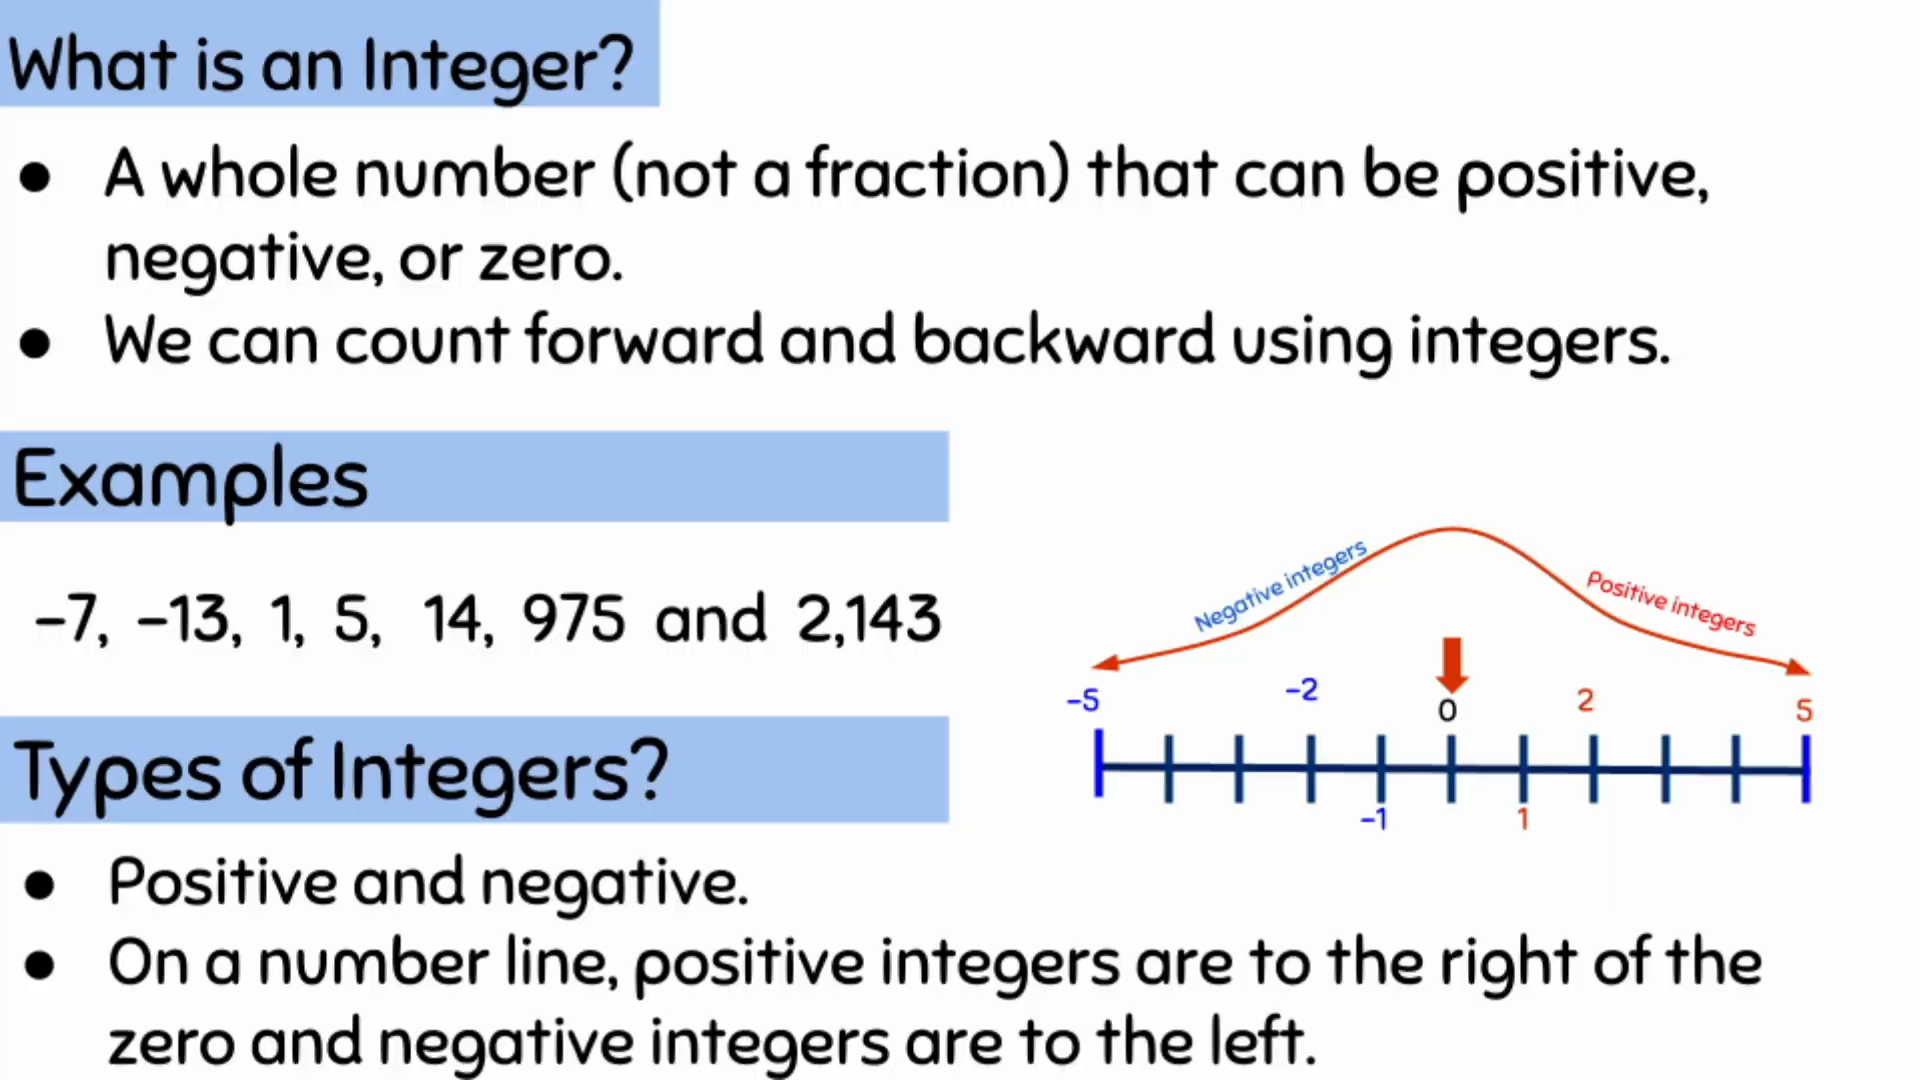 What is an Integer?
● A whole number (not a fraction) that can be positive,
negative, or zero.
● We can count forward and backward using integers.
Examples
–7, –13, 1, 5, 14, 975 and 2,143
Negative integers
Positive integers
–5 –2 0 2 5
–1 1
Types of Integers?
● Positive and negative.
● On a number line, positive integers are to the right of the
zero and negative integers are to the left.